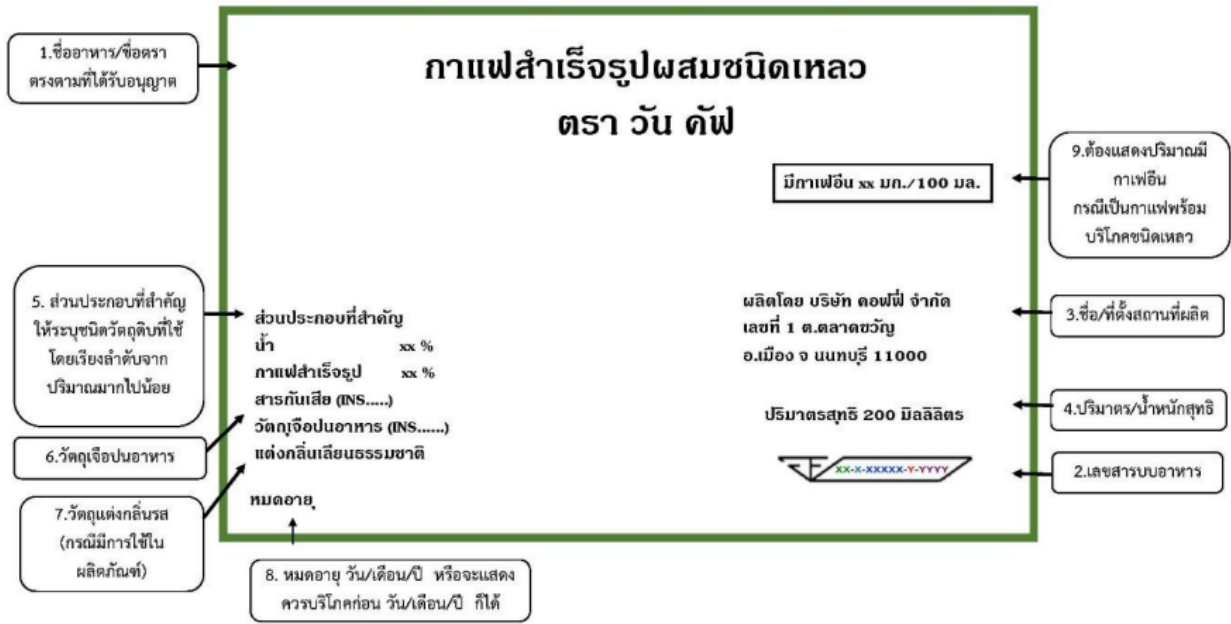 1.ชื่ออาหาร/ชื่อตรา
ตรงตามที่ได้รับอนุญาต
กาแฟสำเร็จรูปผสมชนิดเหลว
ตรา วัน คัฟ
มีกาเฟอีน xx มก./100 มล.
9.ต้องแสดงปริมาณมี
กาเฟอีน
กรณีเป็นกาแฟพร้อม
บริโภคชนิดเหลว
5. ส่วนประกอบที่สำคัญ
ให้ระบุชนิดวัตถุดิบที่ใช้
โดยเรียงลำดับจาก
ปริมาณมากไปน้อย
ส่วนประกอบที่สำคัญ
น้ำ xx %
กาแฟสำเร็จรูป xx %
สารกันเสีย (INS.....)
วัตถุเจือปนอาหาร (INS......)
แต่งกลิ่นเลียนธรรมชาติ
ผลิตโดย บริษัท คอฟฟี่ จำกัด
เลขที่ 1 ต.ตลาดขวัญ
อ.เมือง จ นนทบุรี 11000
3.ชื่อ/ที่ตั้งสถานที่ผลิต
ปริมาตรสุทธิ 200 มิลลิลิตร
4.ปริมาตร/น้ำหนักสุทธิ
6.วัตถุเจือปนอาหาร
XX-X-XXXXX-Y-YYYY
2.เลขสารบบอาหาร
7.วัตถุแต่งกลิ่นรส
(กรณีมีการใช้ใน
ผลิตภัณฑ์)
หมดอายุ
8. หมดอายุ วัน/เดือน/ปี หรือจะแสดง
ควรบริโภคก่อน วัน/เดือน/ปี ก็ได้